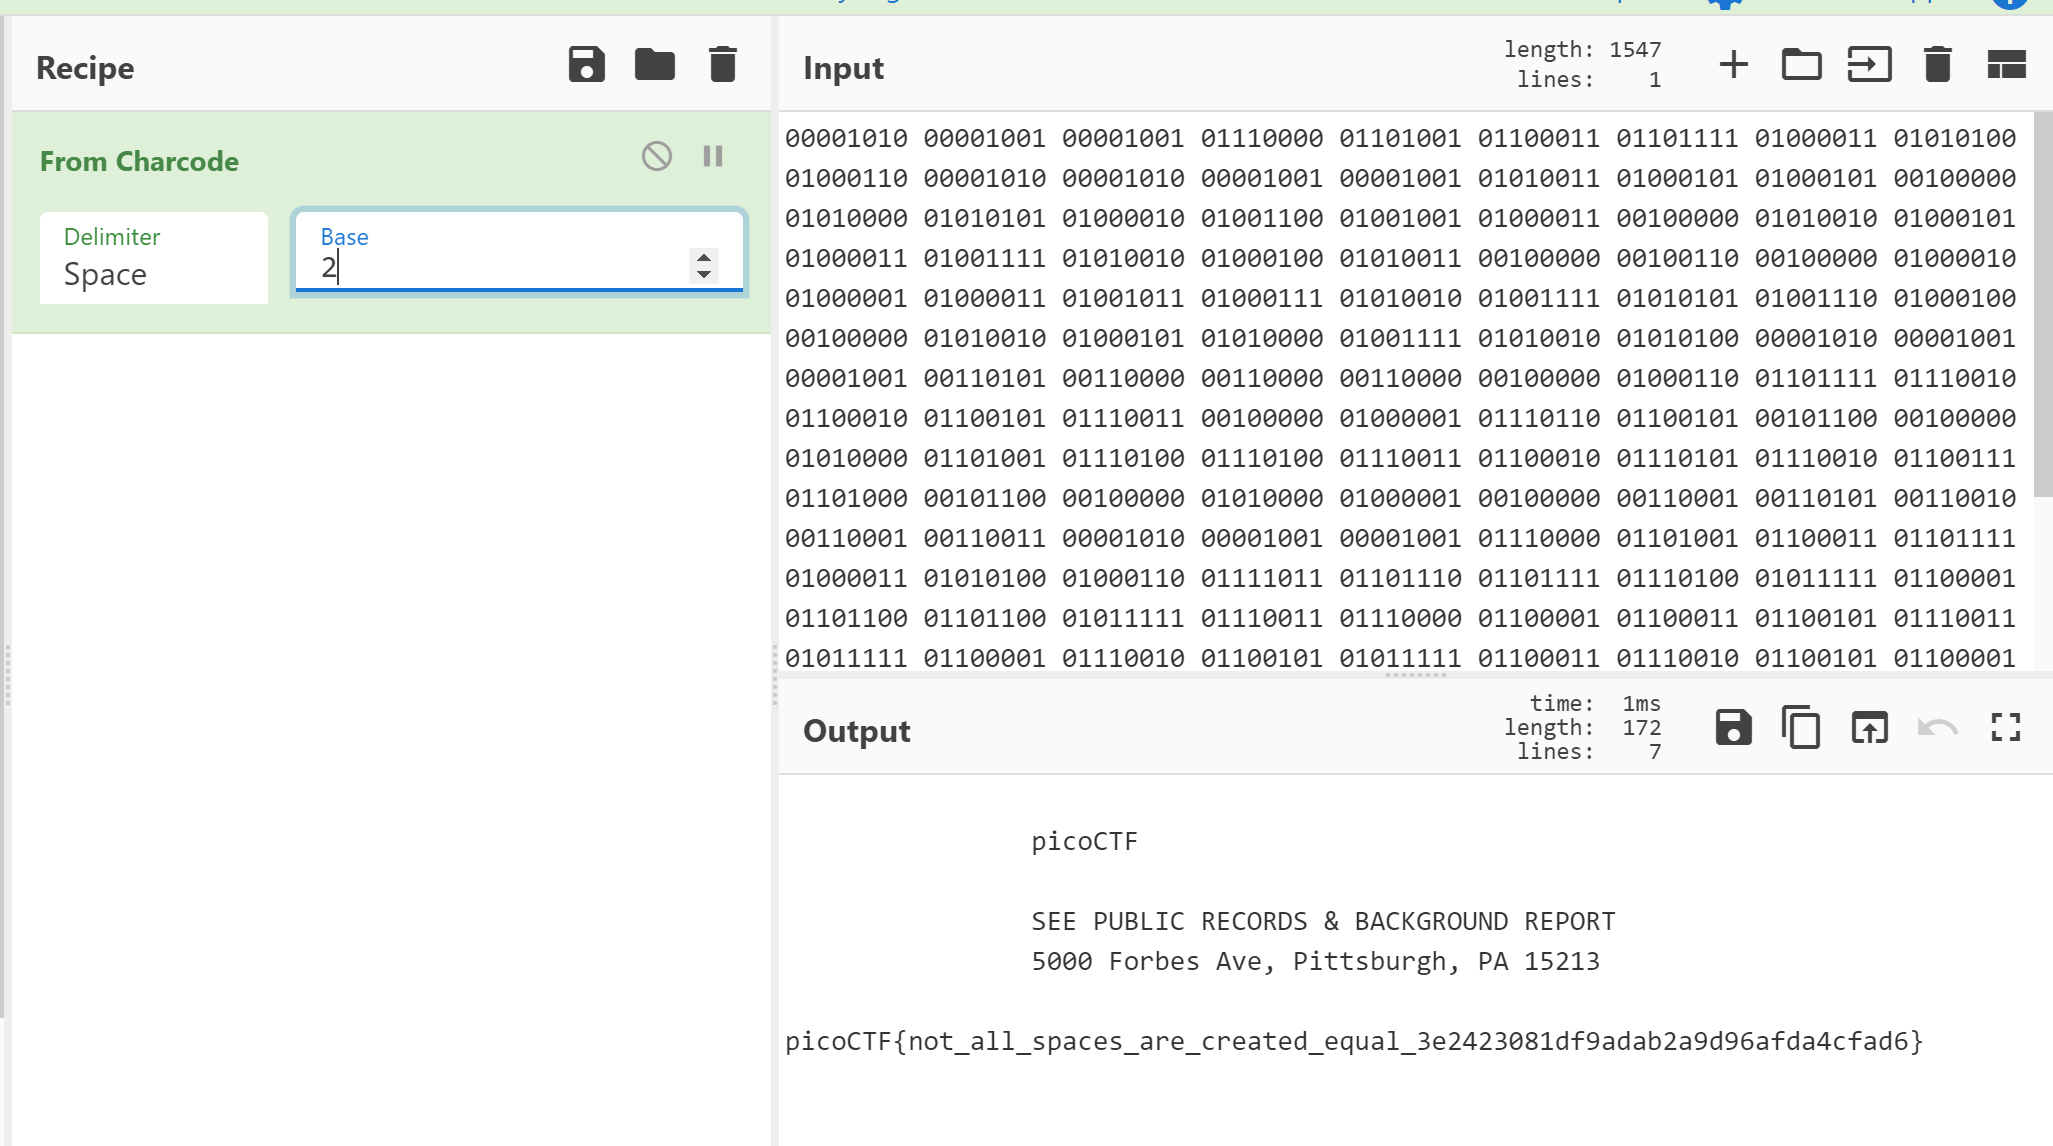 Recipe
From Charcode
Delimiter
Space
Base
2
Input
length: 1547
lines: 1
00001010 00001001 00001001 01110000 01101001 01100011 01101111 01000011 01010100
01000110 00001010 00001010 00001001 00001001 01010011 01000101 01000101 00100000
01010000 01010101 01000010 01001100 01001001 01000011 00100000 01010010 01000101
01000011 01001111 01010010 01000100 01010011 00100000 00100110 00100000 01000010
01000001 01000011 01001011 01000111 01010010 01001111 01010101 01001110 01000100
00100000 01010010 01000101 01010000 01001111 01010010 01010100 00001010 00001001
00001001 00110101 00110000 00110000 00110000 00100000 01000110 01101111 01110010
01100010 01100101 01110011 00100000 01000001 01110110 01100101 00101100 00100000
01010000 01101001 01110100 01110100 01110011 01100010 01110101 01110010 01100111
01101000 00101100 00100000 01010000 01000001 00100000 00110001 00110101 00110010
00110001 00110011 00001010 00001001 00001001 01110000 01101001 01100011 01101111
01000011 01010100 01000110 01111011 01101110 01101111 01110100 01011111 01100001
01101100 01101100 01011111 01110011 01110000 01100001 01100011 01100101 01110011
01011111 01100001 01110010 01100101 01011111 01100011 01110010 01100101 01100001
Output
time: 1ms
length: 172
lines: 7
picoCTF
SEE PUBLIC RECORDS & BACKGROUND REPORT
5000 Forbes Ave, Pittsburgh, PA 15213
picoCTF{not_all_spaces_are_created_equal_3e2423081df9adab2a9d96afda4cfad6}